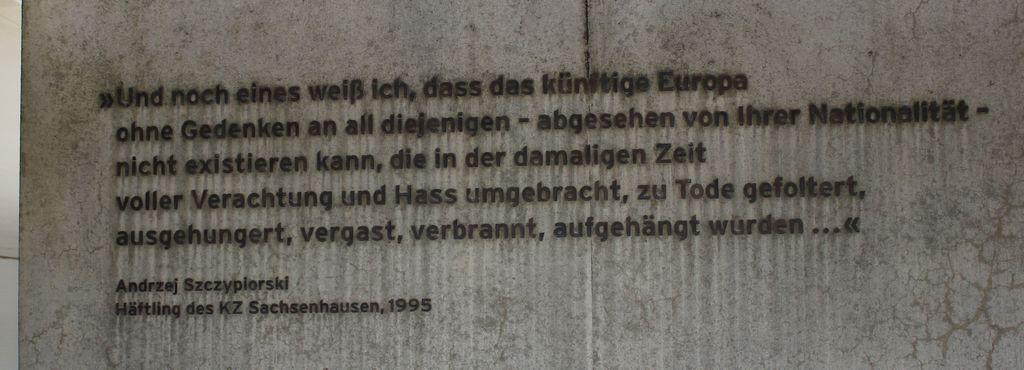 »Und noch eines weiß ich, dass das künftige Europa
ohne Gedenken an all diejenigen - abgesehen von ihrer Nationalität -
nicht existieren kann, die in der damaligen Zeit
voller Verachtung und Hass umgebracht, zu Tode gefoltert,
ausgehungert, vergast, verbrannt, aufgehängt wurden ...«
Andrzej Szczypiorski
Häftling des KZ Sachsenhausen, 1995